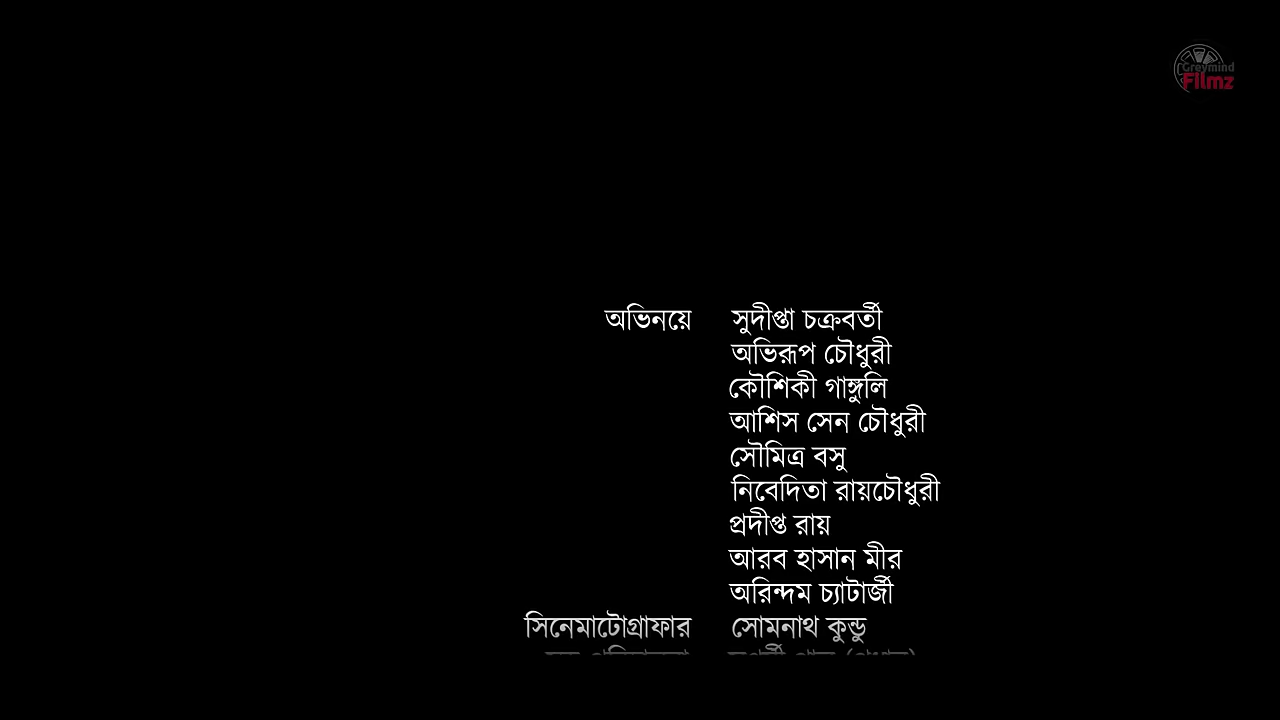 Greymind
FIlmz
অভিনয়ে সুদীপ্তা চক্রবর্তী
অভিরূপ চৌধুরী
কৌশিকী গাঙ্গুলি
আশিস সেন চৌধুরী
সৌমিত্র বসু
নিবেদিতা রায়চৌধুরী
প্রদীপ্ত রায়
আরব হাসান মীর
অরিন্দম চ্যাটার্জী
সিনেমাটোগ্রাফার সোমনাথ কুন্ডু